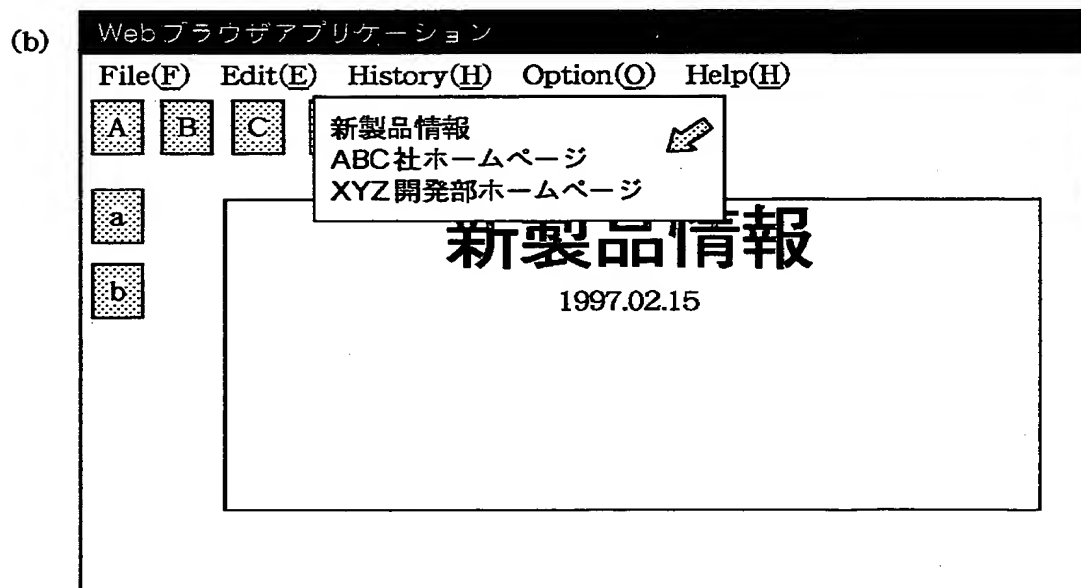 (b)
Webブラウザアプリケーション
File(F) Edit(E) History(H) Option(O) Help(H)
A B C
新製品情報
ABC社ホームページ
XYZ開発部ホームページ
a
新製品情報
b
1997.02.15